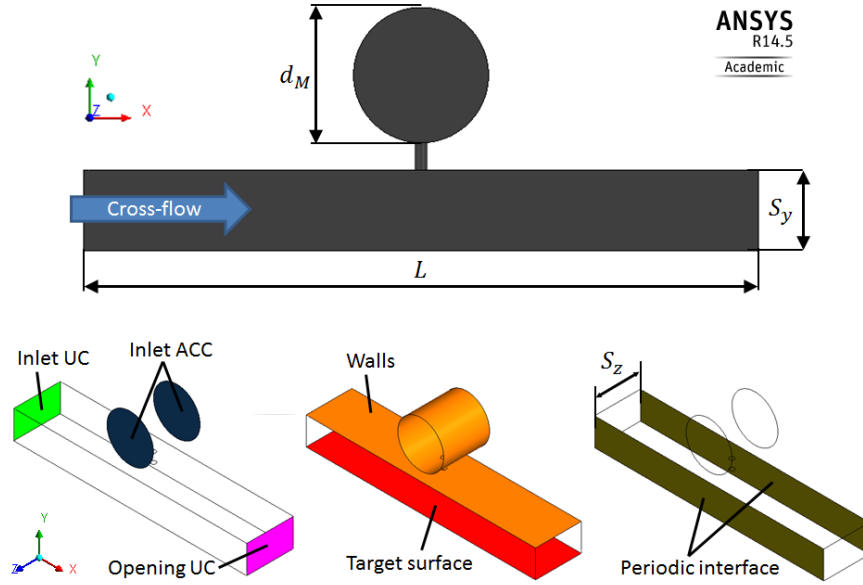 ANSYS
R14.5
Academic
Y
Z
X
d_M
Cross-flow
S_y
L
Inlet UC
Inlet ACC
Opening UC
Y
Z
X
Walls
Target surface
S_z
Periodic interface